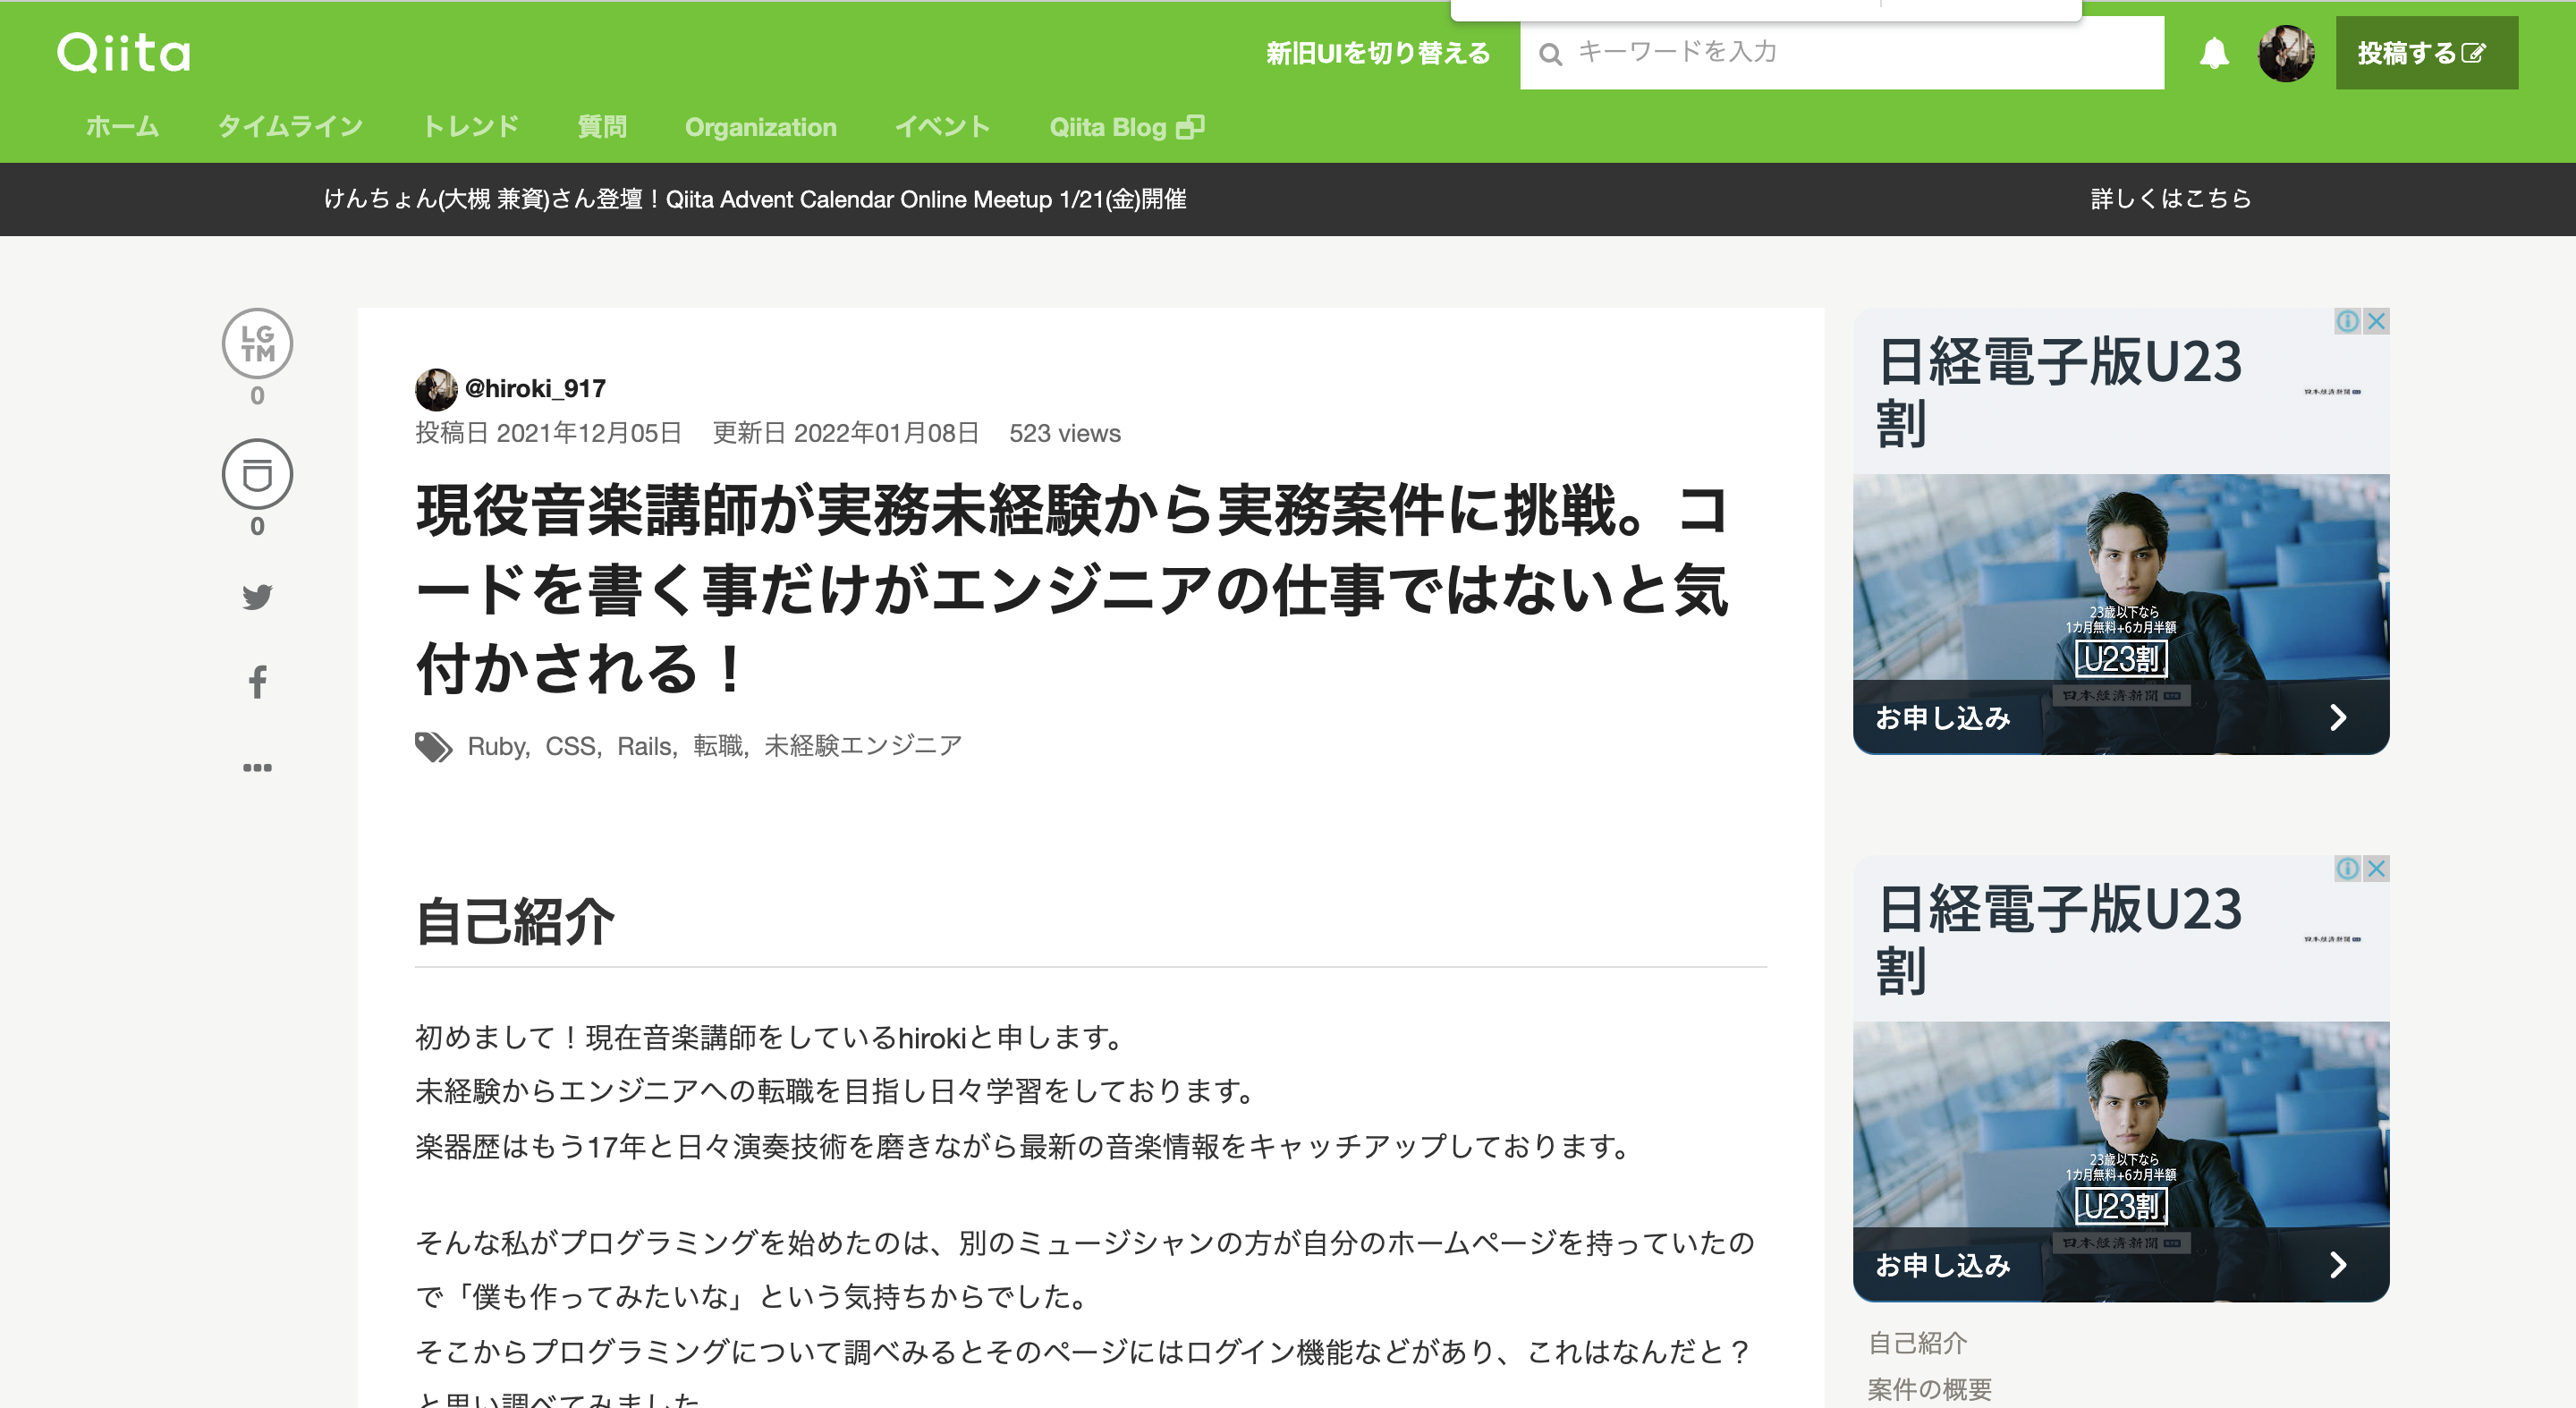 Qiita
新旧UIを切り替える
キーワードを入力
投稿する
ホーム
タイムライン
トレンド
質問
Organization
イベント
Qiita Blog
けんちょん(大槻 兼資)さん登壇！Qiita Advent Calendar Online Meetup 1/21(金)開催
詳しくはこちら
LG
TM
0
0
@hiroki_917
投稿日 2021年12月05日 更新日 2022年01月08日 523 views
現役音楽講師が実務未経験から実務案件に挑戦。コ
ードを書く事だけがエンジニアの仕事ではないと気
付かされる！
Ruby, CSS, Rails, 転職, 未経験エンジニア
自己紹介
初めまして！現在音楽講師をしているhirokiと申します。
未経験からエンジニアへの転職を目指し日々学習をしております。
楽器歴はもう17年と日々演奏技術を磨きながら最新の音楽情報をキャッチアップしております。
そんな私がプログラミングを始めたのは、別のミュージシャンの方が自分のホームページを持っていたの
で「僕も作ってみたいな」という気持ちからでした。
そこからプログラミングについて調べみるとそのページにはログイン機能などがあり、これはなんだと？
と思い調べてみました
日経電子版U23
割
日本経済新聞
23歳以下なら
1カ月無料+6カ月半額
U23割
日本経済新聞
お申し込み
日経電子版U23
割
日本経済新聞
23歳以下なら
1カ月無料+6カ月半額
U23割
日本経済新聞
お申し込み
自己紹介
案件の概要